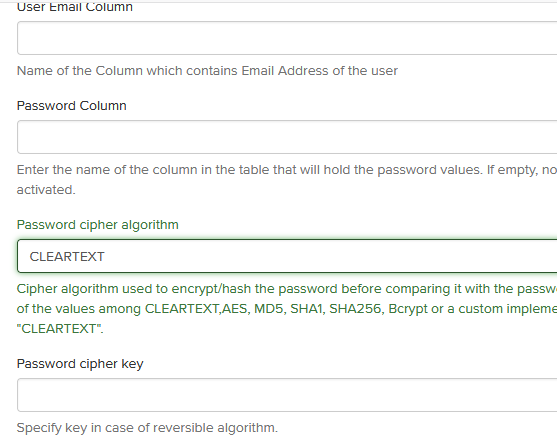 User Email Column
Name of the Column which contains Email Address of the user
Password Column
Enter the name of the column in the table that will hold the password values. If empty, no
activated.
Password cipher algorithm
CLEARTEXT
Cipher algorithm used to encrypt/hash the password before comparing it with the passw
of the values among CLEARTEXT,AES, MD5, SHA1, SHA256, Bcrypt or a custom impleme
"CLEARTEXT".
Password cipher key
Specify key in case of reversible algorithm.